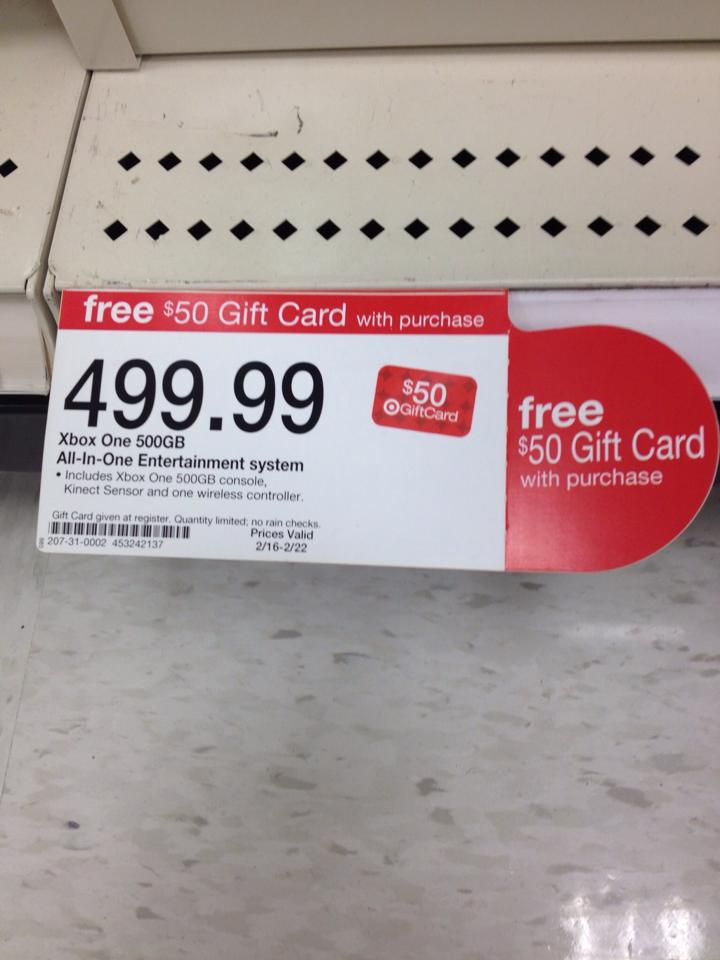 free $50 Gift Card with purchase
499.99
$50
GiftCard
Xbox One 500GB
All-In-One Entertainment system
• Includes Xbox One 500GB console,
Kinect Sensor and one wireless controller.
Gift Card given at register. Quantity limited; no rain checks.
Prices Valid
2/16-2/22
207-31-0002 453242137
free
$50 Gift Card
with purchase